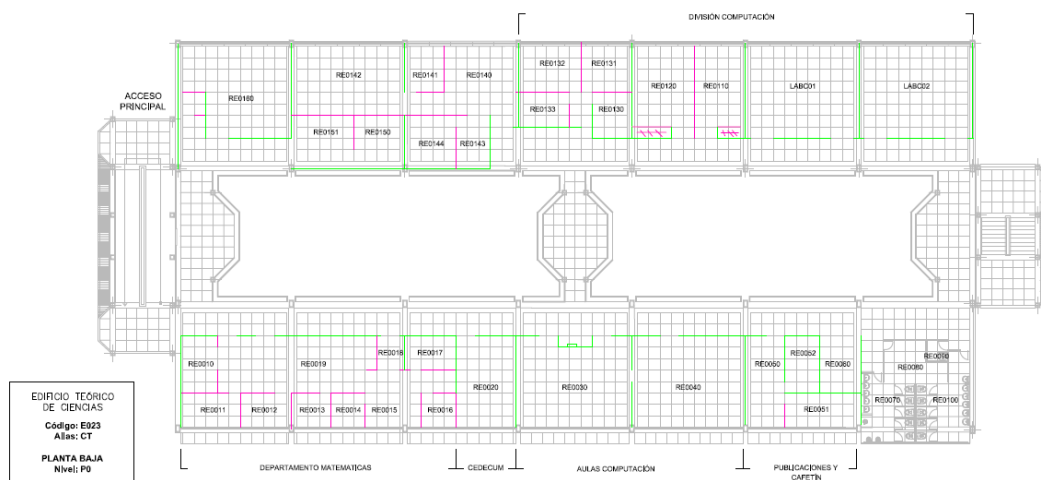 DIVISIÓN COMPUTACIÓN
RE0142
RE0141
RE0140
RE0132
RE0131
RE0120
RE0110
LABC01
LABC02
ACCESO
PRINCIPAL
RE0160
RE0133
RE0130
RE0151
RE0150
RE0144
RE0143
RE0010
RE0019
RE0018
RE0017
RE0020
RE0030
RE0040
RE0050
RE0052
RE0060
RE0090
RE0080
RE0070
RE0100
RE0011
RE0012
RE0013
RE0014
RE0015
RE0016
RE0051
EDIFICIO TEÓRICO
DE CIENCIAS
Código: E023
Alias: CT
PLANTA BAJA
Nivel: P0
DEPARTAMENTO MATEMATICAS
CEDECUM
AULAS COMPUTACIÓN
PUBLICACIONES Y
CAFETÍN